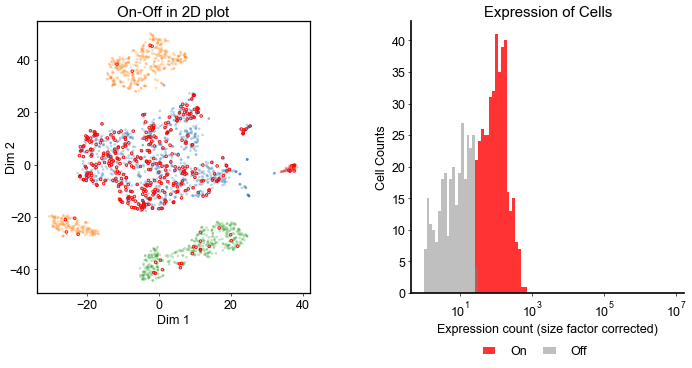 On-Off in 2D plot
40
20
0
−20
−40
Dim 2
−20
0
20
40
Dim 1
Expression of Cells
40
35
30
25
20
15
10
5
0
Cell Counts
10^1
10^3
10^5
10^7
Expression count (size factor corrected)
On
Off